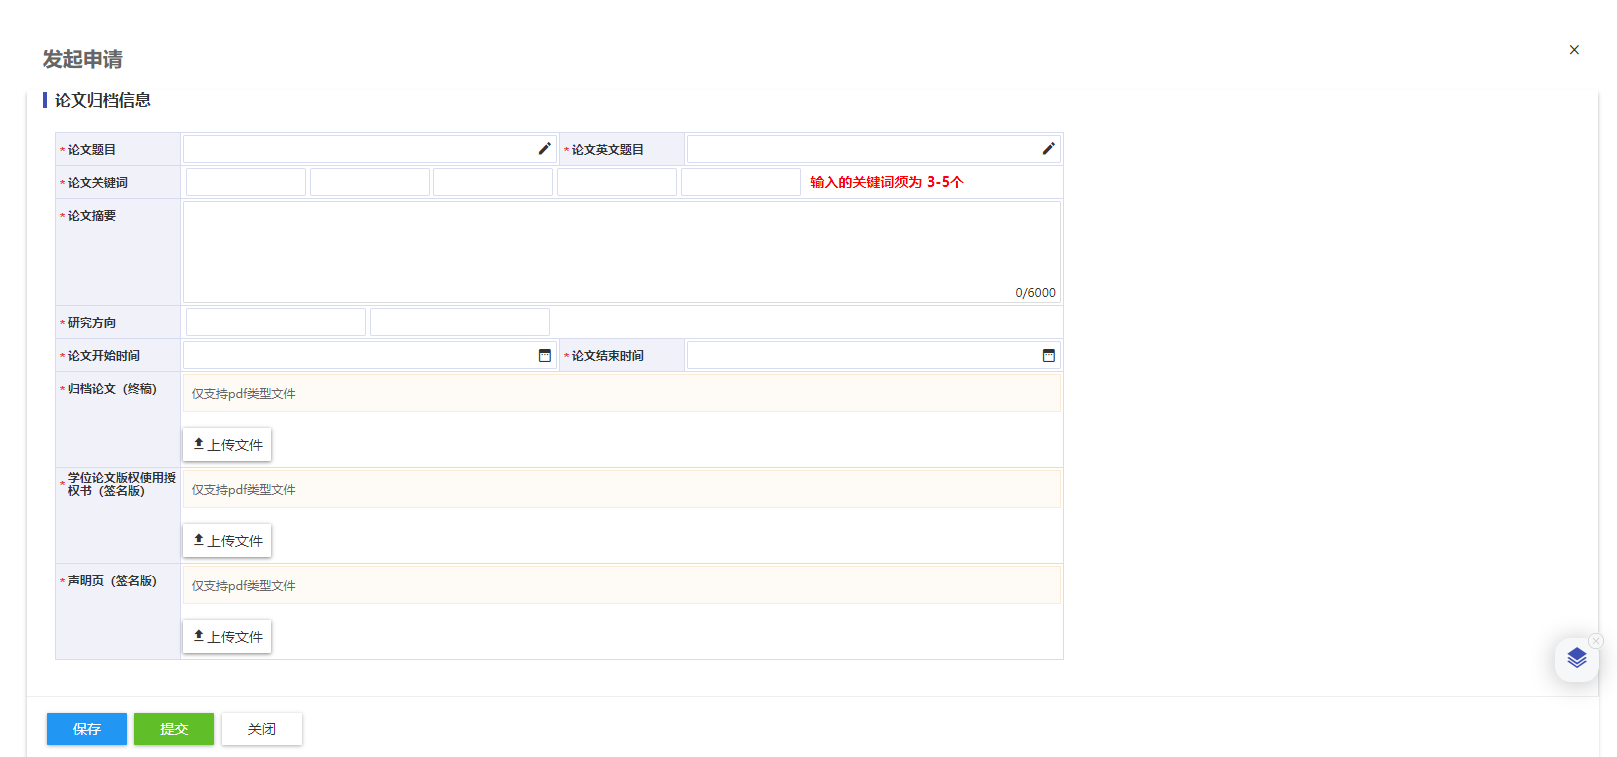 发起申请
论文归档信息
*论文题目 *论文英文题目
*论文关键词 输入的关键词须为 3-5个
*论文摘要
0/6000
*研究方向
*论文开始时间 *论文结束时间
*归档论文（终稿） 仅支持pdf类型文件
上传文件
*学位论文版权使用授
权书（签名版） 仅支持pdf类型文件
上传文件
*声明页（签名版） 仅支持pdf类型文件
上传文件
保存 提交 关闭